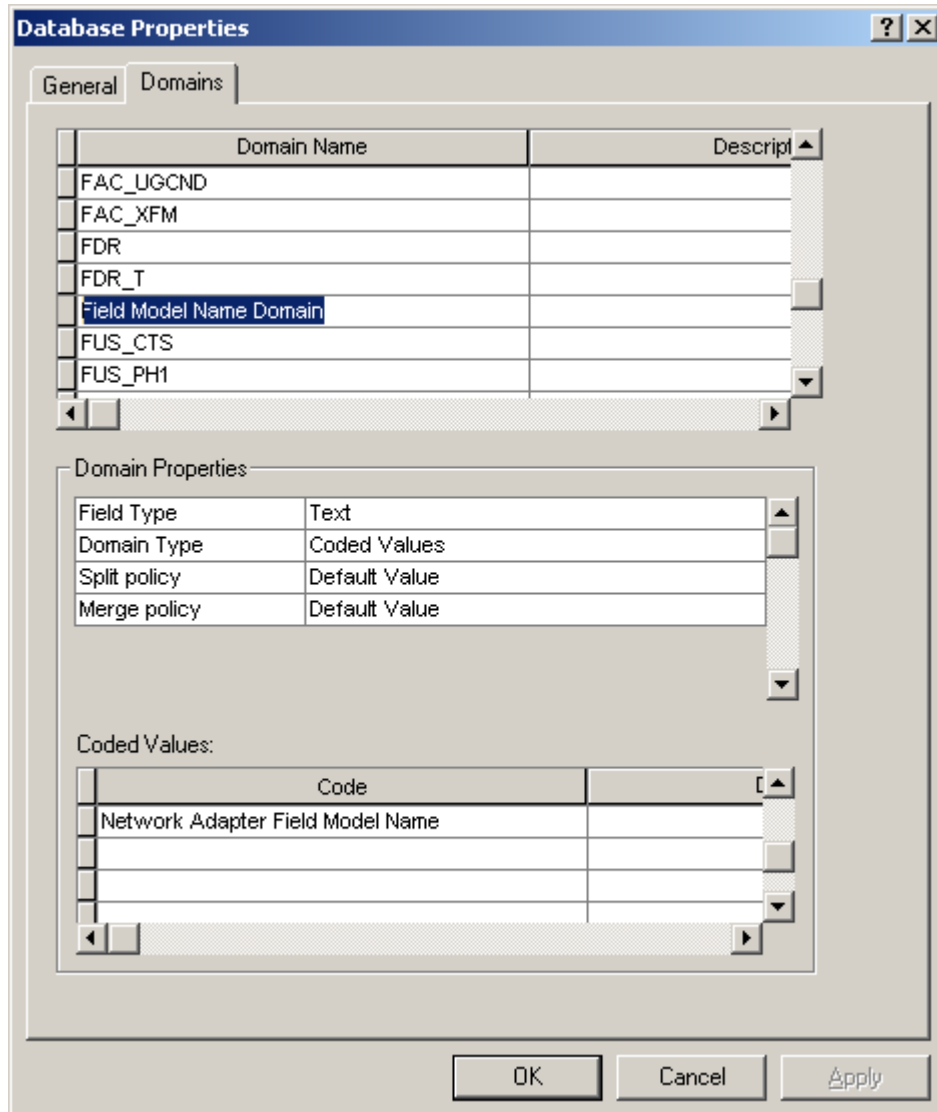 Database Properties
General Domains
Domain Name Descript
FAC_UGCND
FAC_XFM
FDR
FDR_T
Field Model Name Domain
FUS_CTS
FUS_PH1
Domain Properties
Field Type Text
Domain Type Coded Values
Split policy Default Value
Merge policy Default Value
Coded Values:
Code
Network Adapter Field Model Name
OK Cancel Apply